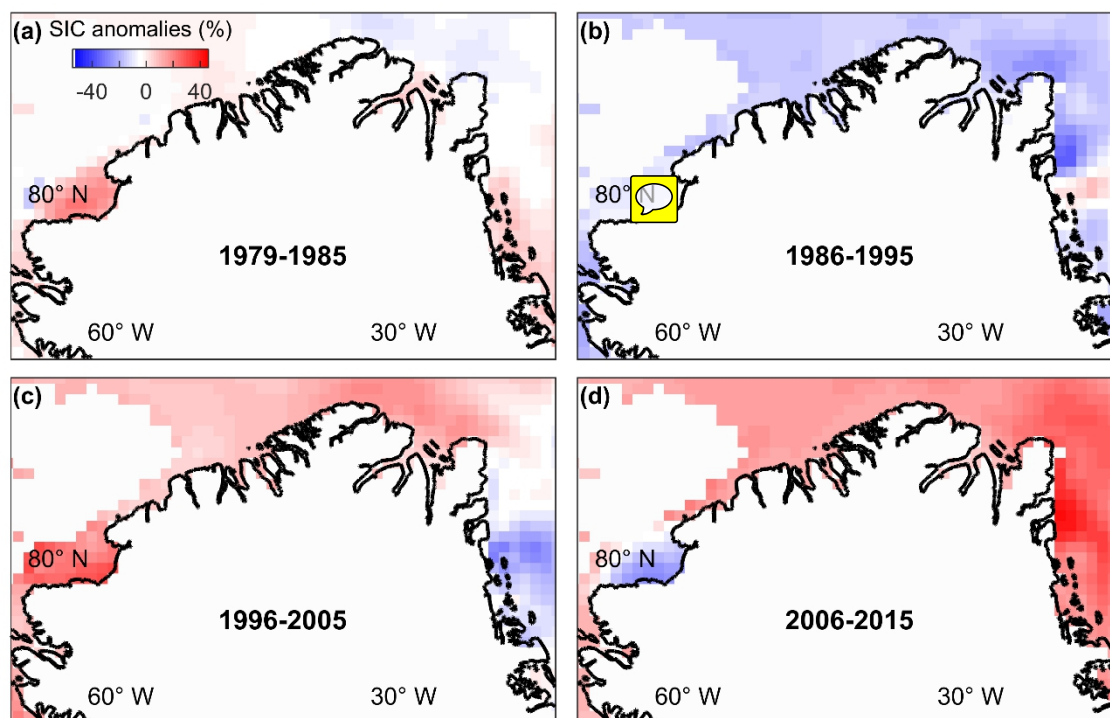 (a) SIC anomalies (%)
-40 0 40
80° N
1979-1985
60° W 30° W
(b)
80° N
1986-1995
60° W 30° W
(c)
80° N
1996-2005
60° W 30° W
(d)
80° N
2006-2015
60° W 30° W